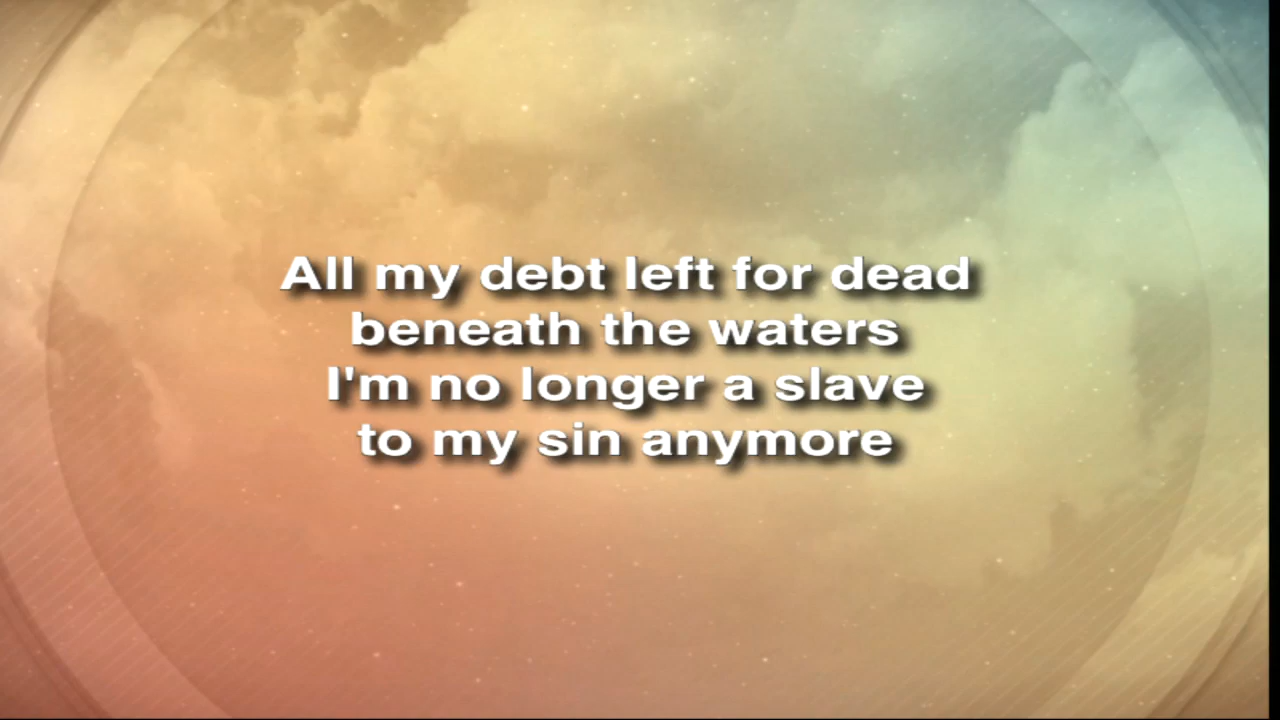 All my debt left for dead
beneath the waters
I'm no longer a slave
to my sin anymore